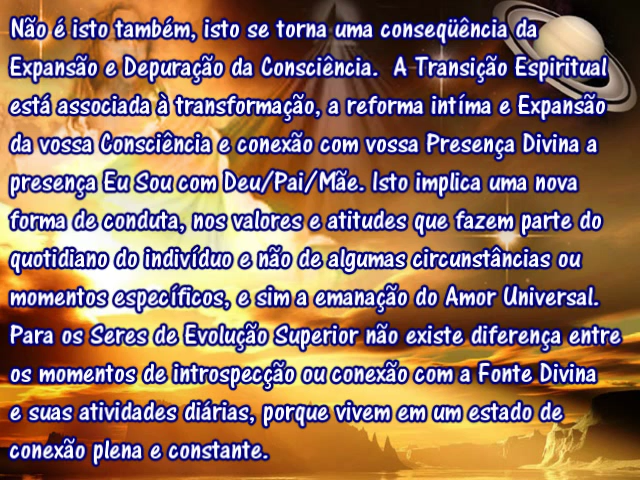 Não é isto também, isto se torna uma conseqüência da
Expansão e Depuração da Consciência.  A Transição Espiritual
está associada à transformação, a reforma intíma e Expansão
da vossa Consciência e conexão com vossa Presença Divina a
presença Eu Sou com Deu/Pai/Mãe. Isto implica uma nova
forma de conduta, nos valores e atitudes que fazem parte do
quotidiano do indivíduo e não de algumas circunstâncias ou
momentos específicos, e sim a emanação do Amor Universal.
Para os Seres de Evolução Superior não existe diferença entre
os momentos de introspecção ou conexão com a Fonte Divina
e suas atividades diárias, porque vivem em um estado de
conexão plena e constante.